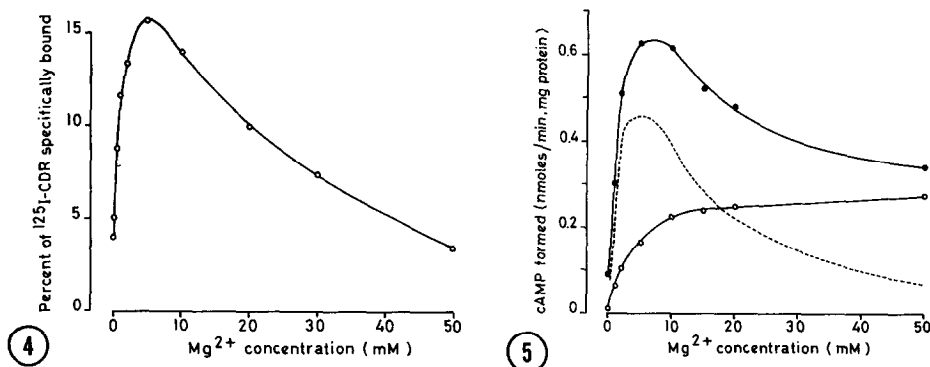 15
10
5
0
Percent of ¹²⁵I-CDR specifically bound
0 10 20 30 40 50
Mg²⁺ concentration (mM)
4
0.6
0.4
0.2
0
cAMP formed (nmoles/min, mg protein)
0 10 20 30 40 50
Mg²⁺ concentration (mM)
5